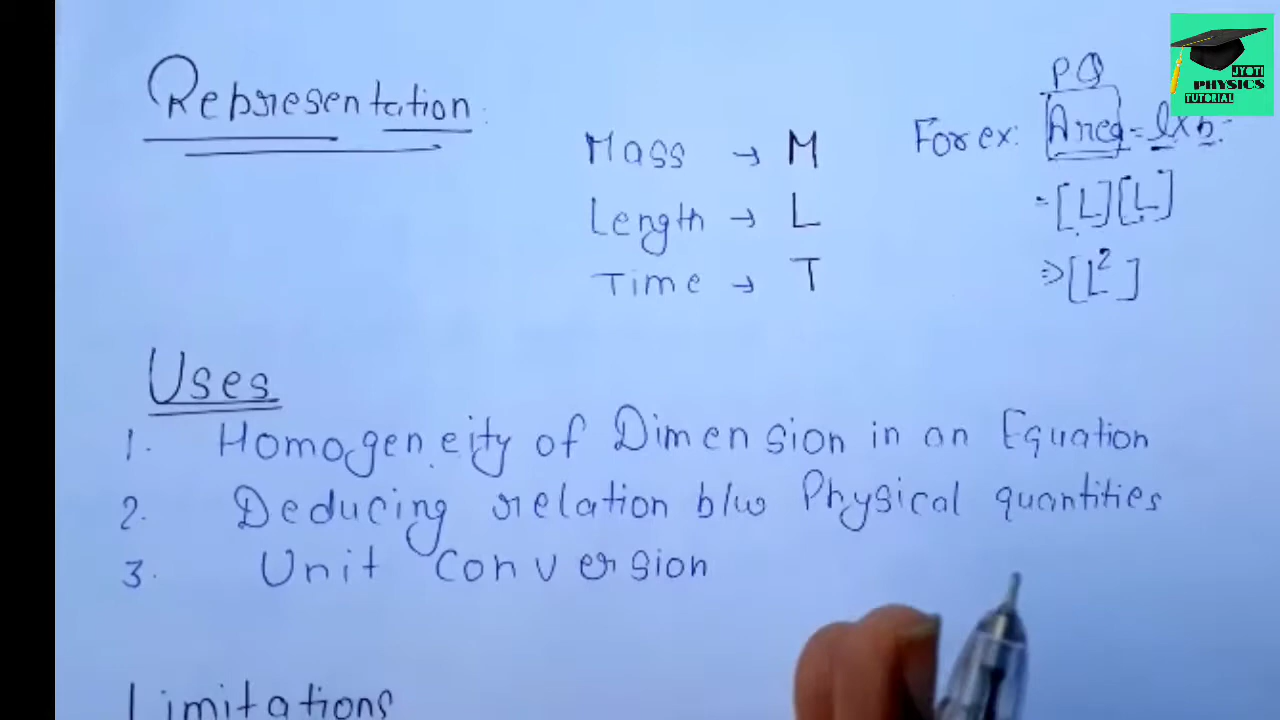 Representation
Mass → M
Length → L
Time → T
PQ
For ex: Area = l×b =
= [L][L]
⇒ [L²]
Uses
1. Homogeneity of Dimension in an Equation
2. Deducing relation b/w Physical quantities
3. Unit Conversion
Limitations
JYOTI
PHYSICS
TUTORIAL